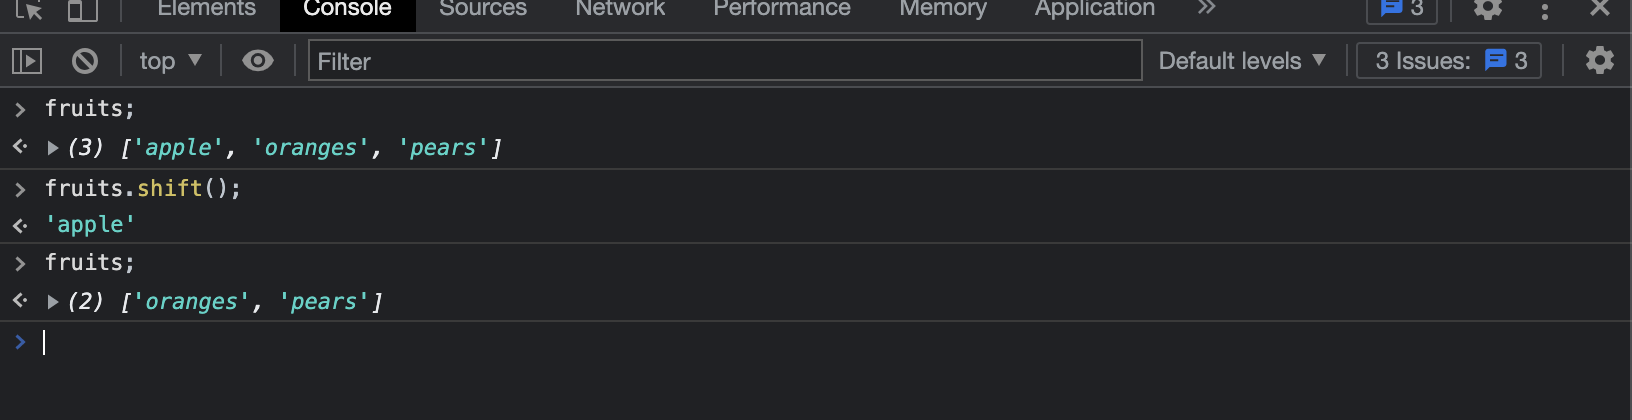 Elements Console Sources Network Performance Memory Application 3
top Filter Default levels 3 Issues: 3
fruits;
(3) ['apple', 'oranges', 'pears']
fruits.shift();
'apple'
fruits;
(2) ['oranges', 'pears']